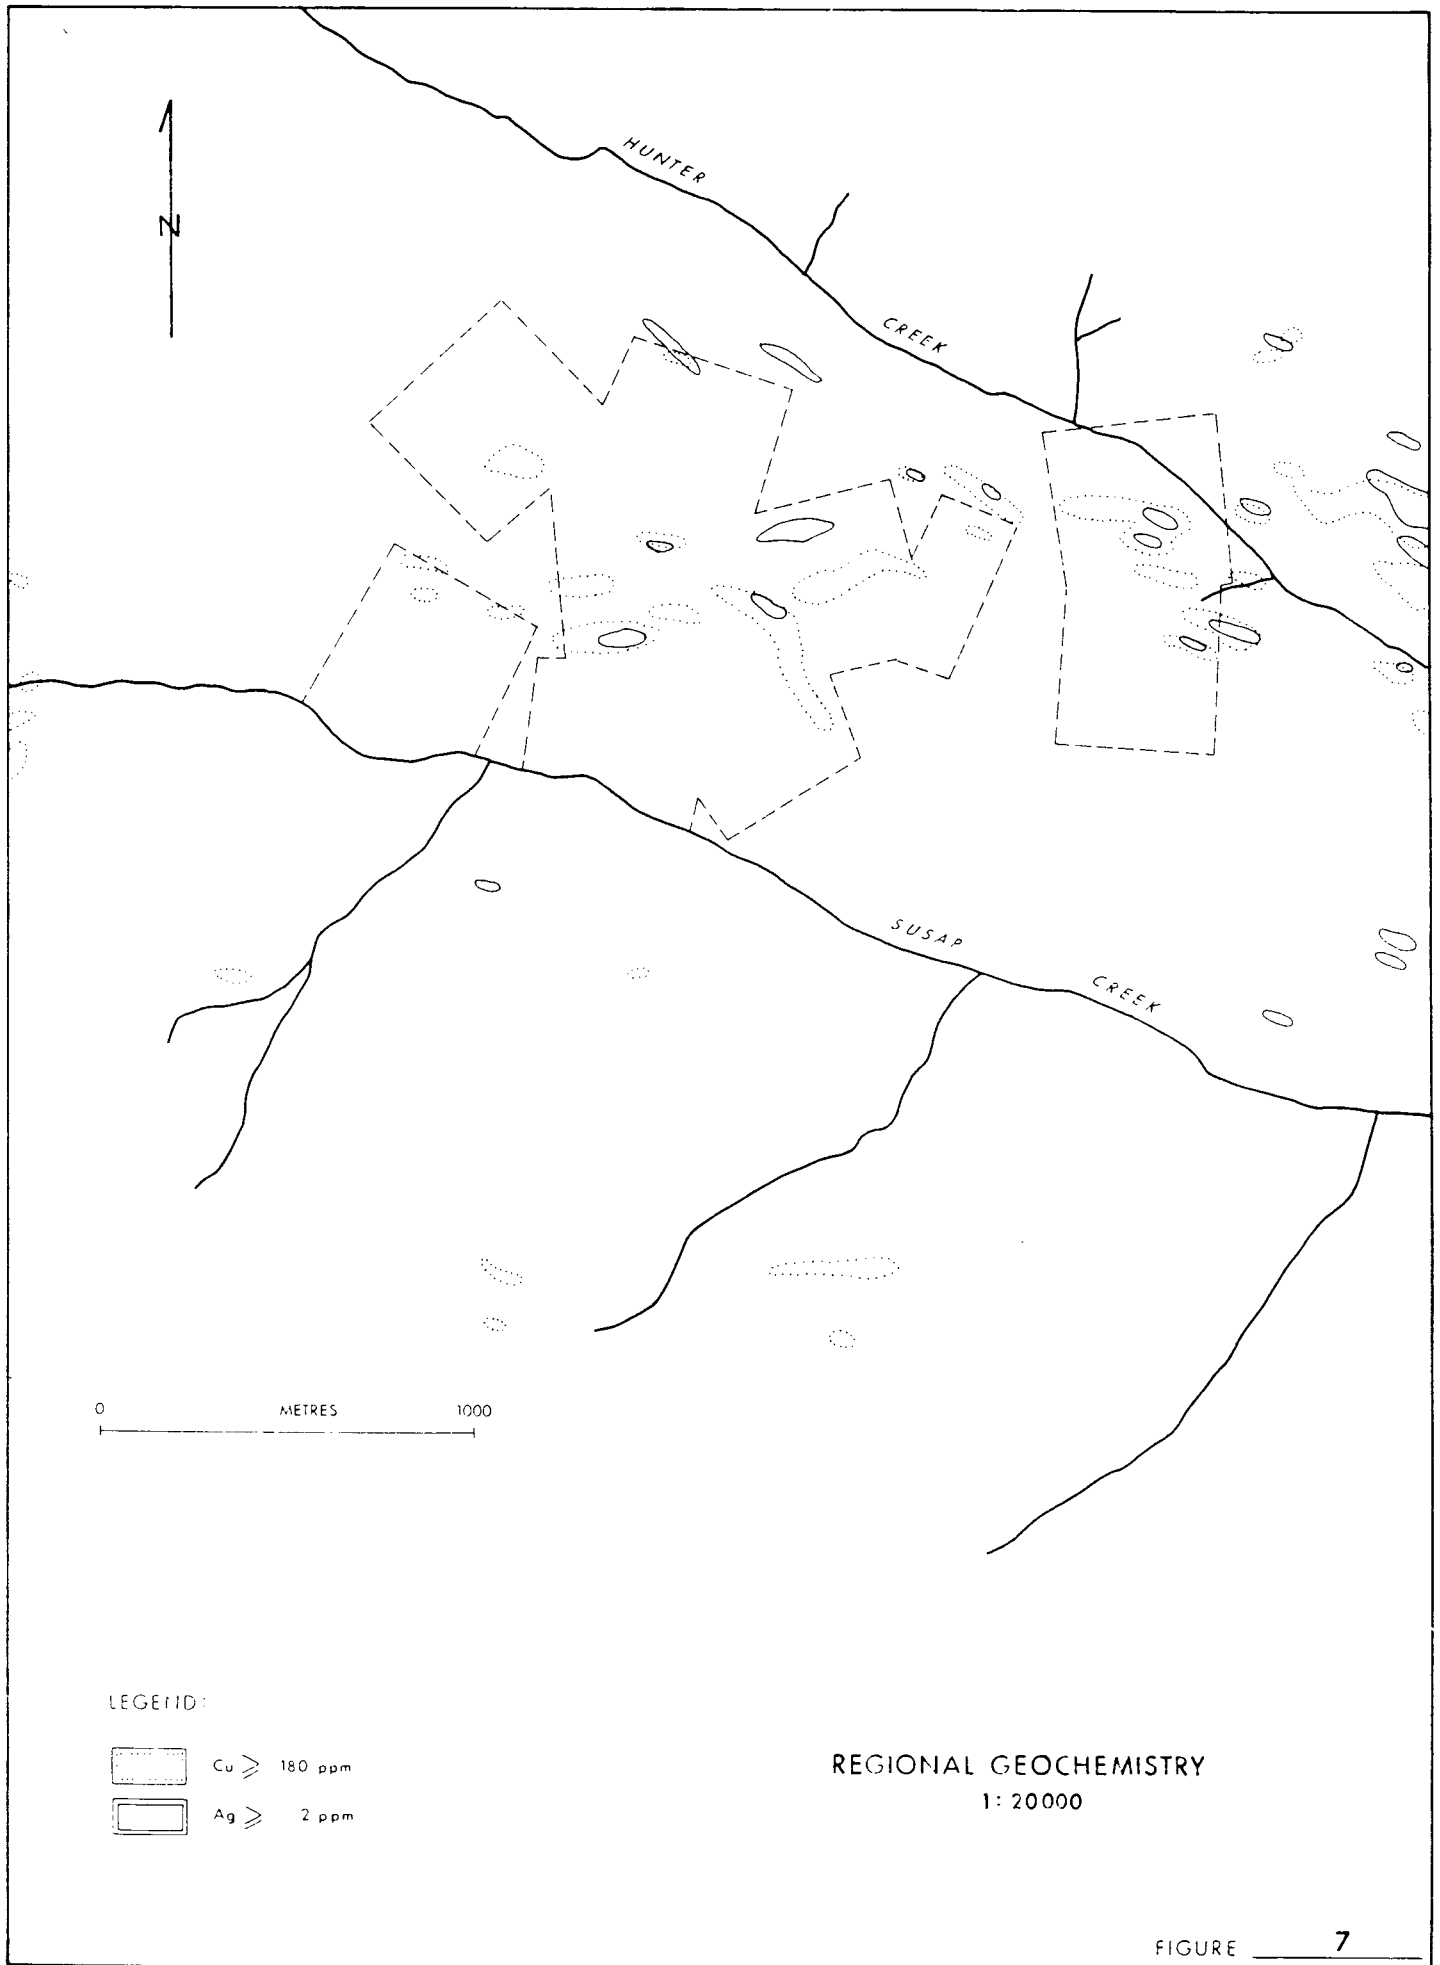 HUNTER
CREEK
N
SUSAP
CREEK
0 METRES 1000
LEGEND:
Cu ⩾ 180 ppm
Ag ⩾ 2 ppm
REGIONAL GEOCHEMISTRY
1: 20000
FIGURE 7